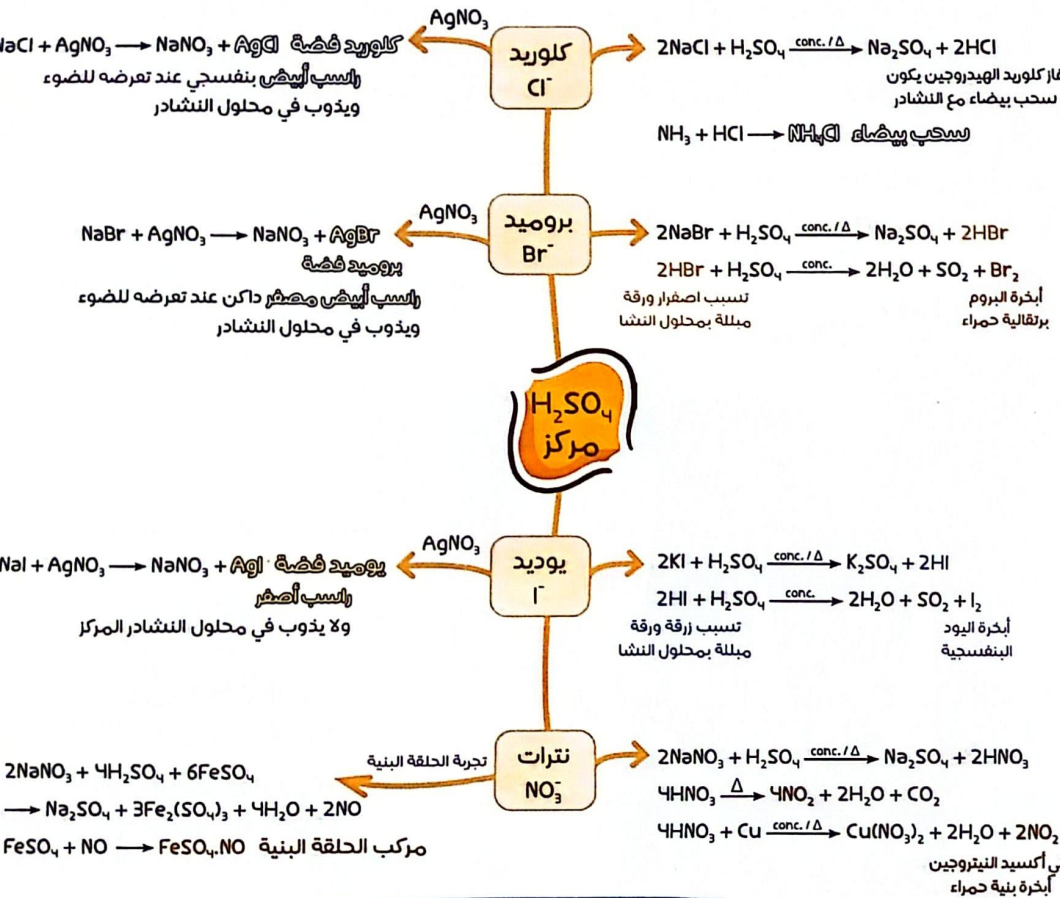 كلوريد
Cl⁻
AgNO₃
NaCl + AgNO₃ ⟶ NaNO₃ + AgCl كلوريد فضة
راسب أبيض بنفسجي عند تعرضه للضوء
ويذوب في محلول النشادر
2NaCl + H₂SO₄ conc. / Δ ⟶ Na₂SO₄ + 2HCl
غاز كلوريد الهيدروجين يكون
سحب بيضاء مع النشادر
NH₃ + HCl ⟶ NH₄Cl سحب بيضاء
بروميد
Br⁻
AgNO₃
NaBr + AgNO₃ ⟶ NaNO₃ + AgBr
بروميد فضة
راسب أبيض مصفر داكن عند تعرضه للضوء
ويذوب في محلول النشادر
2NaBr + H₂SO₄ conc. / Δ ⟶ Na₂SO₄ + 2HBr
2HBr + H₂SO₄ conc. ⟶ 2H₂O + SO₂ + Br₂
أبخرة البروم
برتقالية حمراء
تسبب اصفرار ورقة
مبللة بمحلول النشا
H₂SO₄
مركز
يوديد
I⁻
AgNO₃
NaI + AgNO₃ ⟶ NaNO₃ + AgI يوميد فضة
راسب أصفر
ولا يذوب في محلول النشادر المركز
2KI + H₂SO₄ conc. / Δ ⟶ K₂SO₄ + 2HI
2HI + H₂SO₄ conc. ⟶ 2H₂O + SO₂ + I₂
أبخرة اليود
البنفسجية
تسبب زرقة ورقة
مبللة بمحلول النشا
نترات
NO₃⁻
تجربة الحلقة البنية
2NaNO₃ + 4H₂SO₄ + 6FeSO₄
⟶ Na₂SO₄ + 3Fe₂(SO₄)₃ + 4H₂O + 2NO
FeSO₄ + NO ⟶ FeSO₄.NO مركب الحلقة البنية
2NaNO₃ + H₂SO₄ conc. / Δ ⟶ Na₂SO₄ + 2HNO₃
4HNO₃ Δ ⟶ 4NO₂ + 2H₂O + CO₂
4HNO₃ + Cu conc. / Δ ⟶ Cu(NO₃)₂ + 2H₂O + 2NO₂
أكسيد النيتروجين
أبخرة بنية حمراء